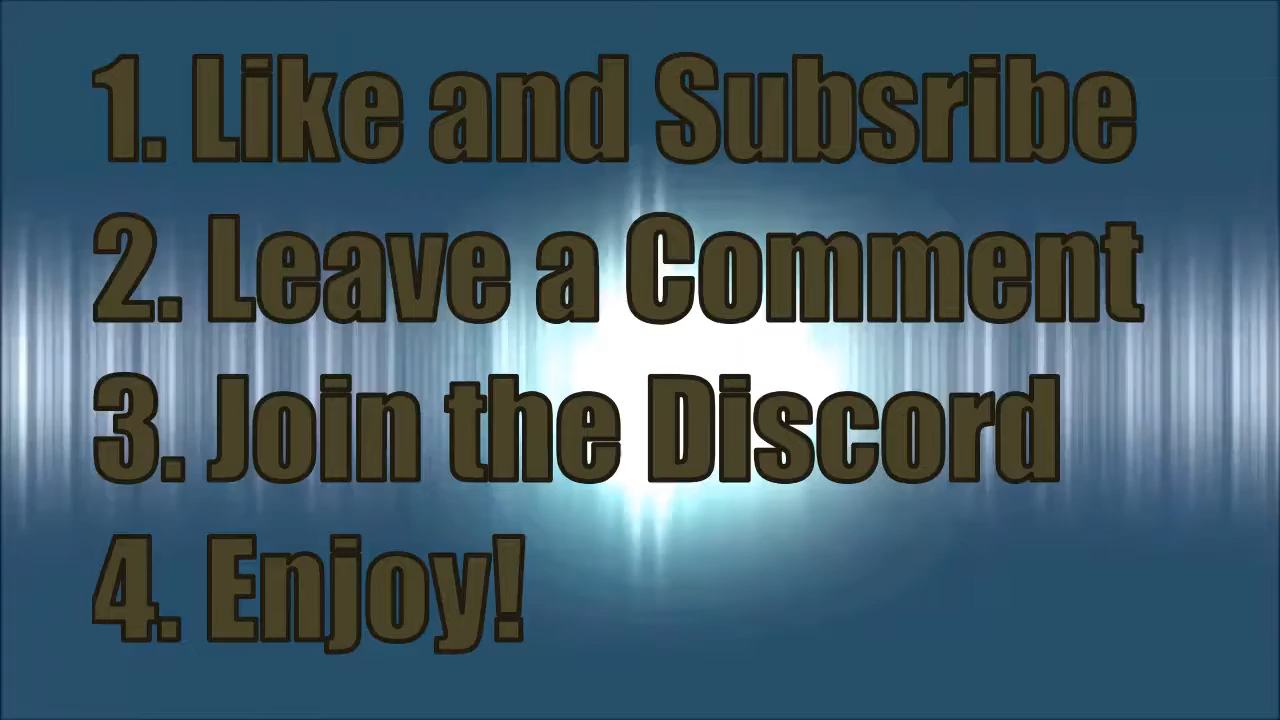 1. Like and Subsribe
2. Leave a Comment
3. Join the Discord
4. Enjoy!